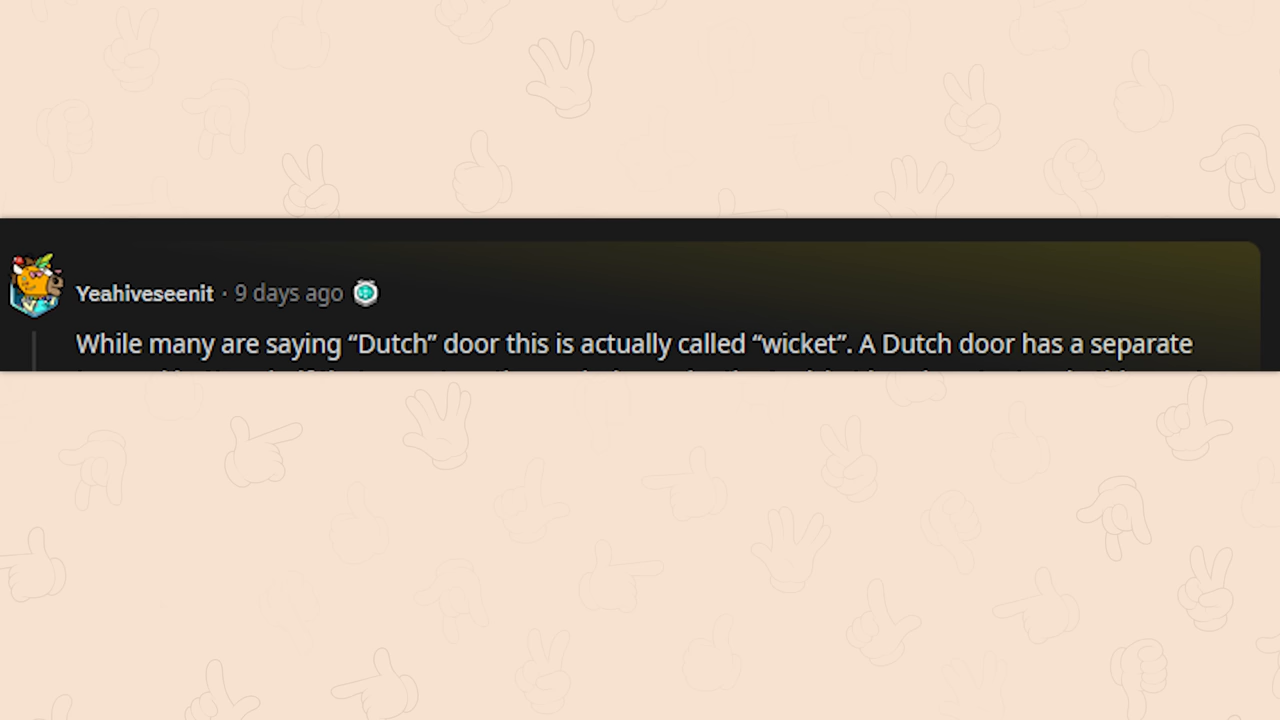 Yeahiveseenit · 9 days ago
While many are saying “Dutch” door this is actually called “wicket”. A Dutch door has a separate